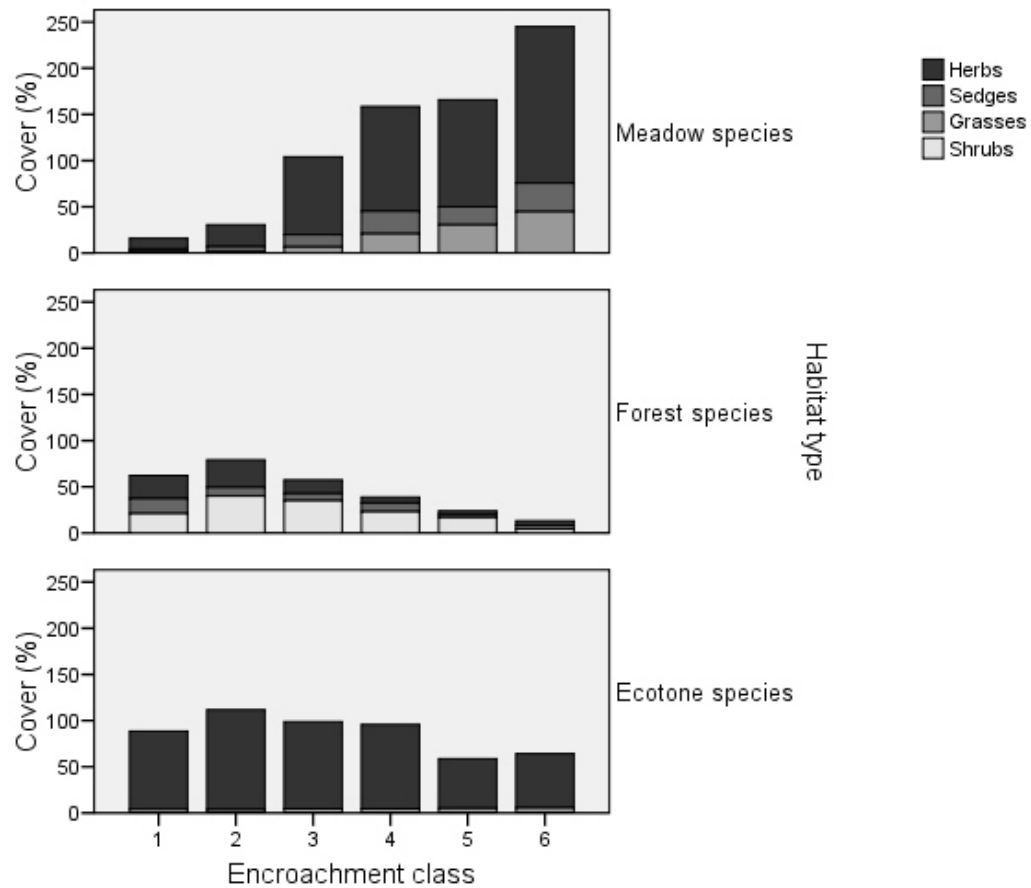 250
200
150
100
50
0
Cover (%)
Meadow species
Herbs
Sedges
Grasses
Shrubs
250
200
150
100
50
0
Cover (%)
Forest species
Habitat type
250
200
150
100
50
0
Cover (%)
Ecotone species
1 2 3 4 5 6
Encroachment class